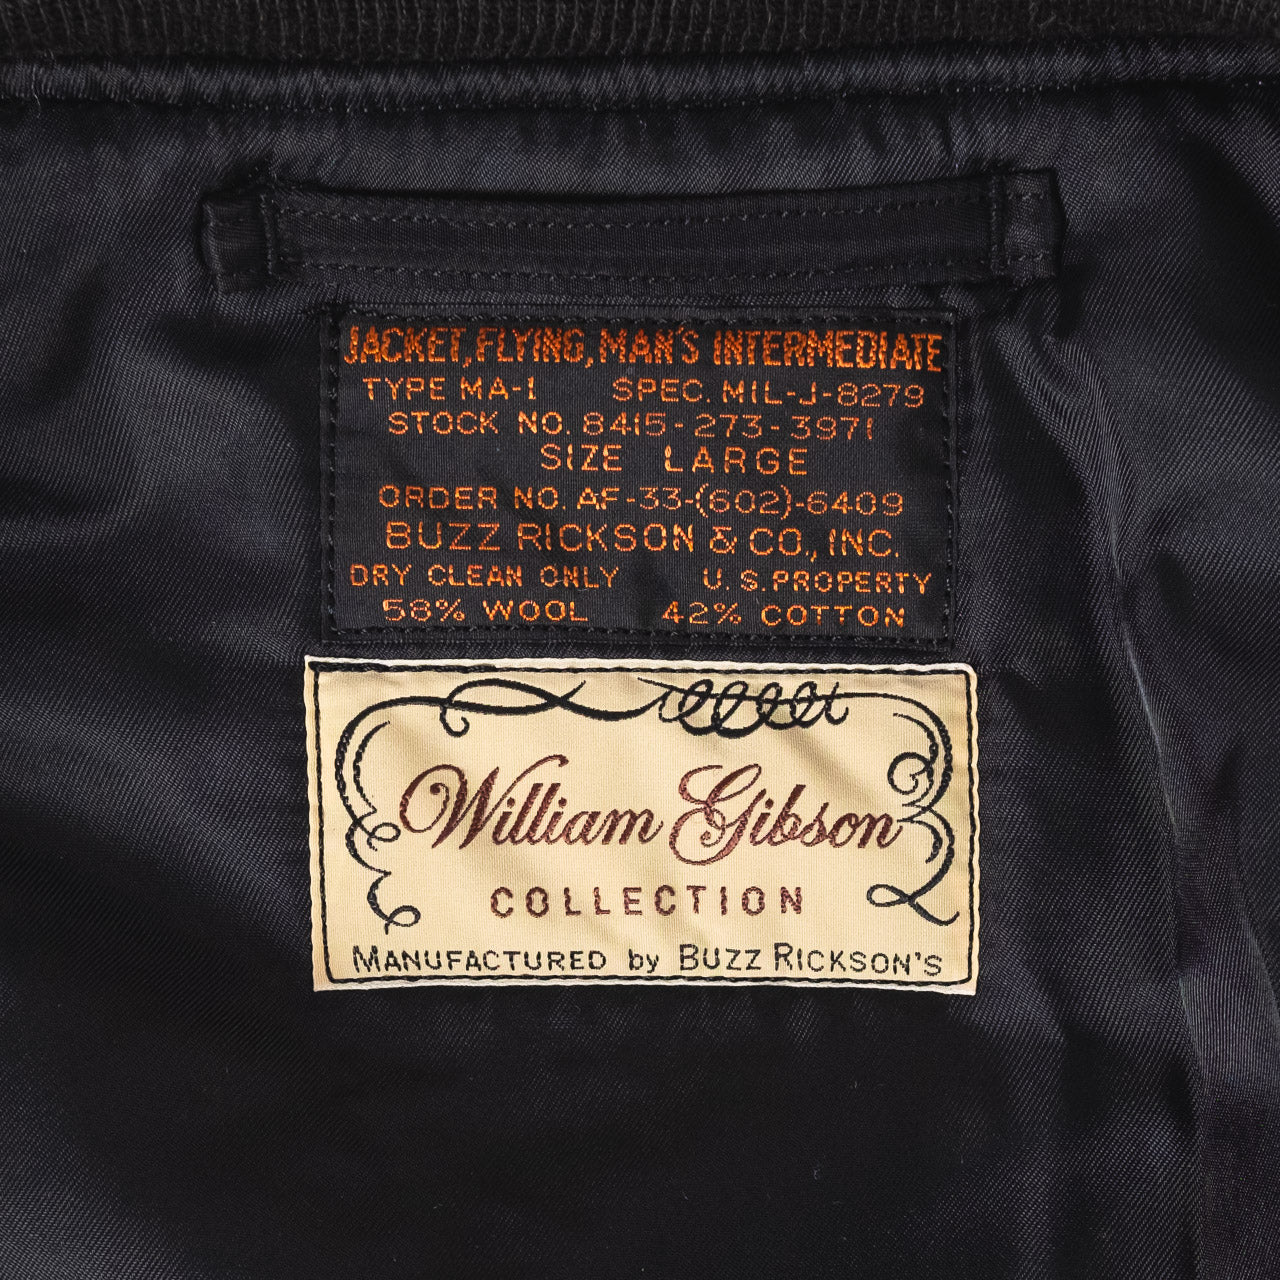 JACKET, FLYING, MAN'S INTERMEDIATE
TYPE MA-1 SPEC. MIL-J-8279
STOCK NO. 8415-273-3971
SIZE LARGE
ORDER NO. AF-33-(602)-6409
BUZZ RICKSON & CO., INC.
DRY CLEAN ONLY U.S. PROPERTY
58% WOOL 42% COTTON
William Gibson
COLLECTION
MANUFACTURED by BUZZ RICKSON'S